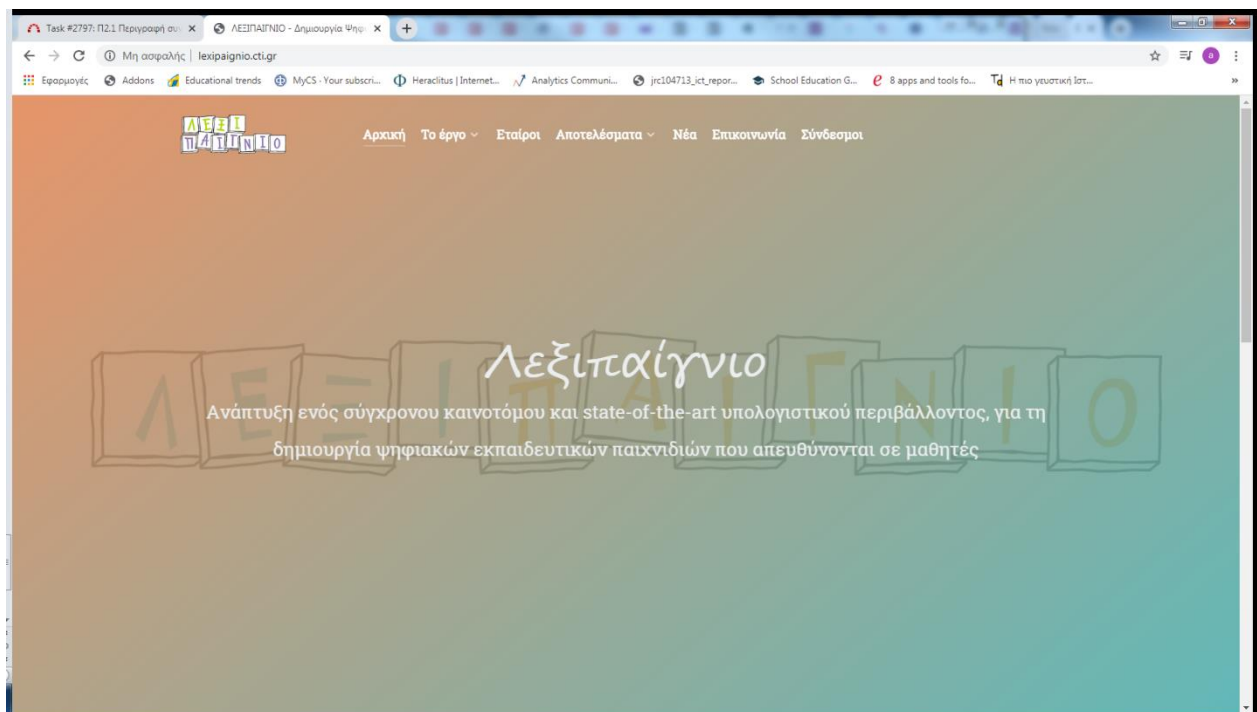 Task #2797: Π2.1 Περιγραφή συ
ΛΕΞΙΠΑΙΓΝΙΟ - Δημιουργία Ψηφ
Μη ασφαλής | lexipaignio.cti.gr
Εφαρμογές Addons Educational trends MyCS - Your subscri... Heraclitus | Internet... Analytics Communi... jrc104713_ict_repor... School Education G... 8 apps and tools fo... Η πιο γευστική Ιστ... »
ΛΕΞΙ
ΠΑΙΓΝΙΟ
Αρχική Το έργο Εταίροι Αποτελέσματα Νέα Επικοινωνία Σύνδεσμοι
ΛΕΞΙΠΑΙΓΝΙΟ
Λεξιπαίγνιο
Ανάπτυξη ενός σύγχρονου καινοτόμου και state-of-the-art υπολογιστικού περιβάλλοντος, για τη
δημιουργία ψηφιακών εκπαιδευτικών παιχνιδιών που απευθύνονται σε μαθητές